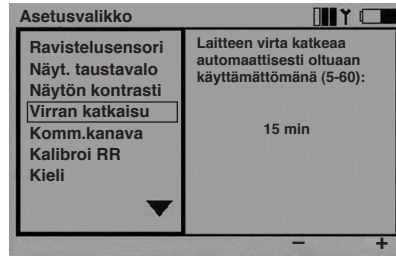 Asetusvalikko
Ravistelusensori
Näyt. taustavalo
Näytön kontrasti
Virran katkaisu
Komm.kanava
Kalibroi RR
Kieli
Laitteen virta katkeaa
automaattisesti oltuaan
käyttämättömänä (5-60):
15 min
− +